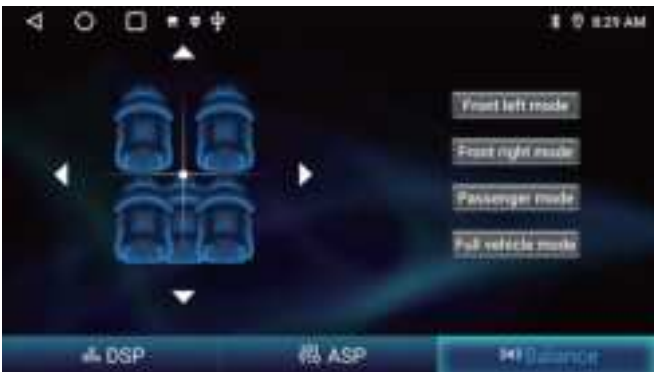 8:29 AM
Front left mode
Front right mode
Passenger mode
Full vehicle mode
DSP
ASP
Balance